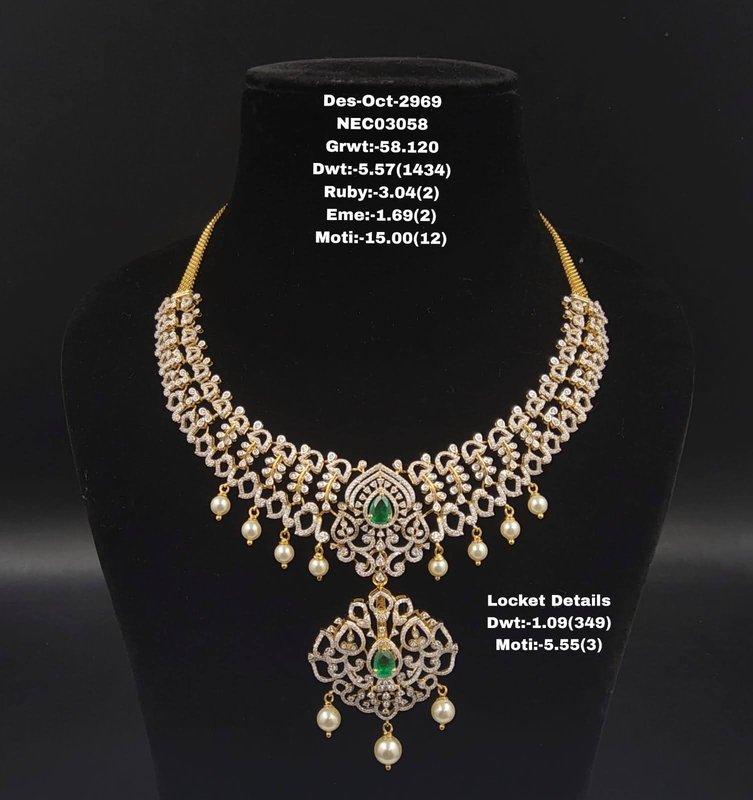 Des-Oct-2969
NEC03058
Grwt:-58.120
Dwt:-5.57(1434)
Ruby:-3.04(2)
Eme:-1.69(2)
Moti:-15.00(12)
Locket Details
Dwt:-1.09(349)
Moti:-5.55(3)